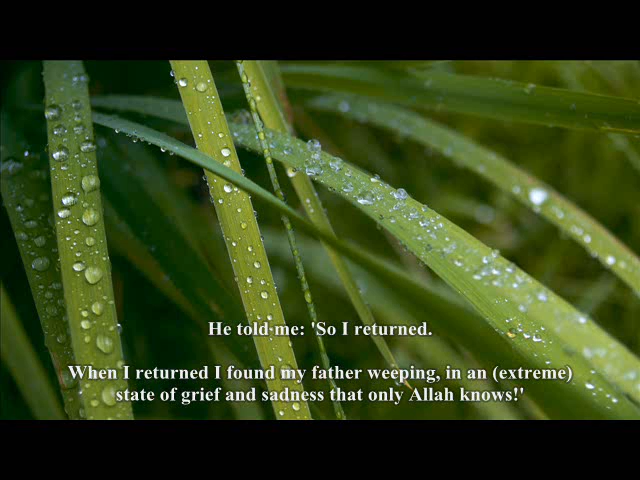 He told me: 'So I returned.
When I returned I found my father weeping, in an (extreme)
state of grief and sadness that only Allah knows!'